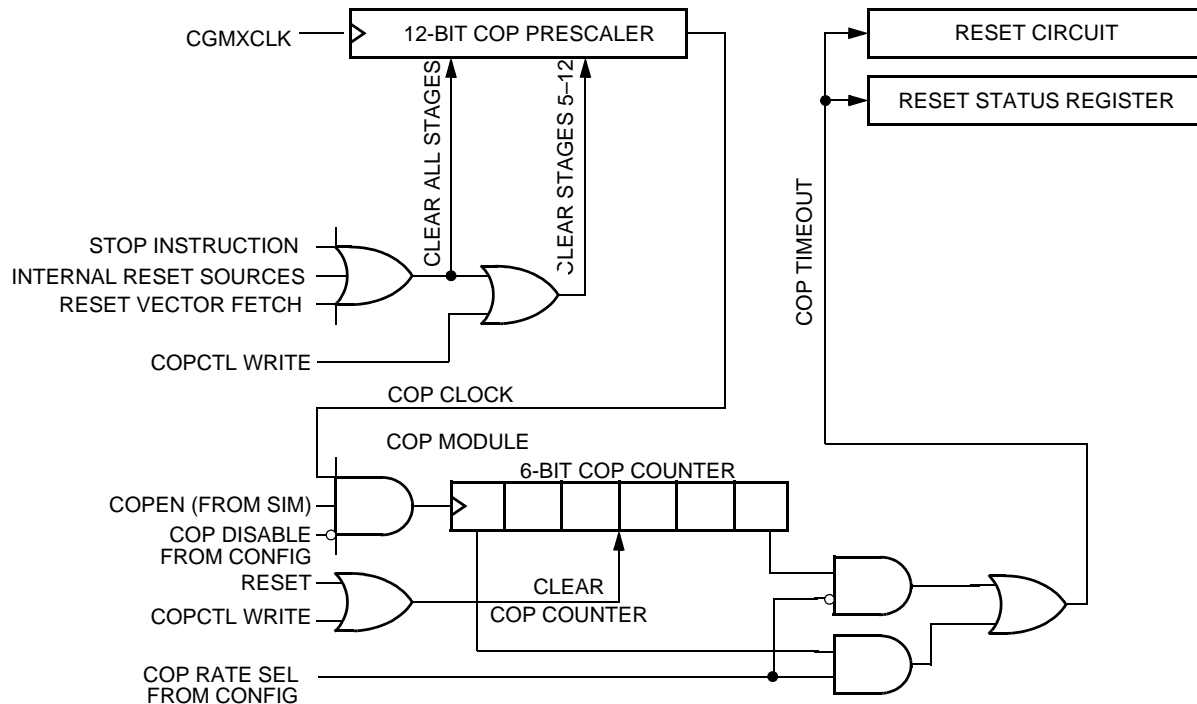 CGMXCLK
12-BIT COP PRESCALER
RESET CIRCUIT
RESET STATUS REGISTER
CLEAR ALL STAGES
CLEAR STAGES 5–12
COP TIMEOUT
STOP INSTRUCTION
INTERNAL RESET SOURCES
RESET VECTOR FETCH
COPCTL WRITE
COP CLOCK
COP MODULE
6-BIT COP COUNTER
COPEN (FROM SIM)
COP DISABLE
FROM CONFIG
RESET
COPCTL WRITE
CLEAR
COP COUNTER
COP RATE SEL
FROM CONFIG